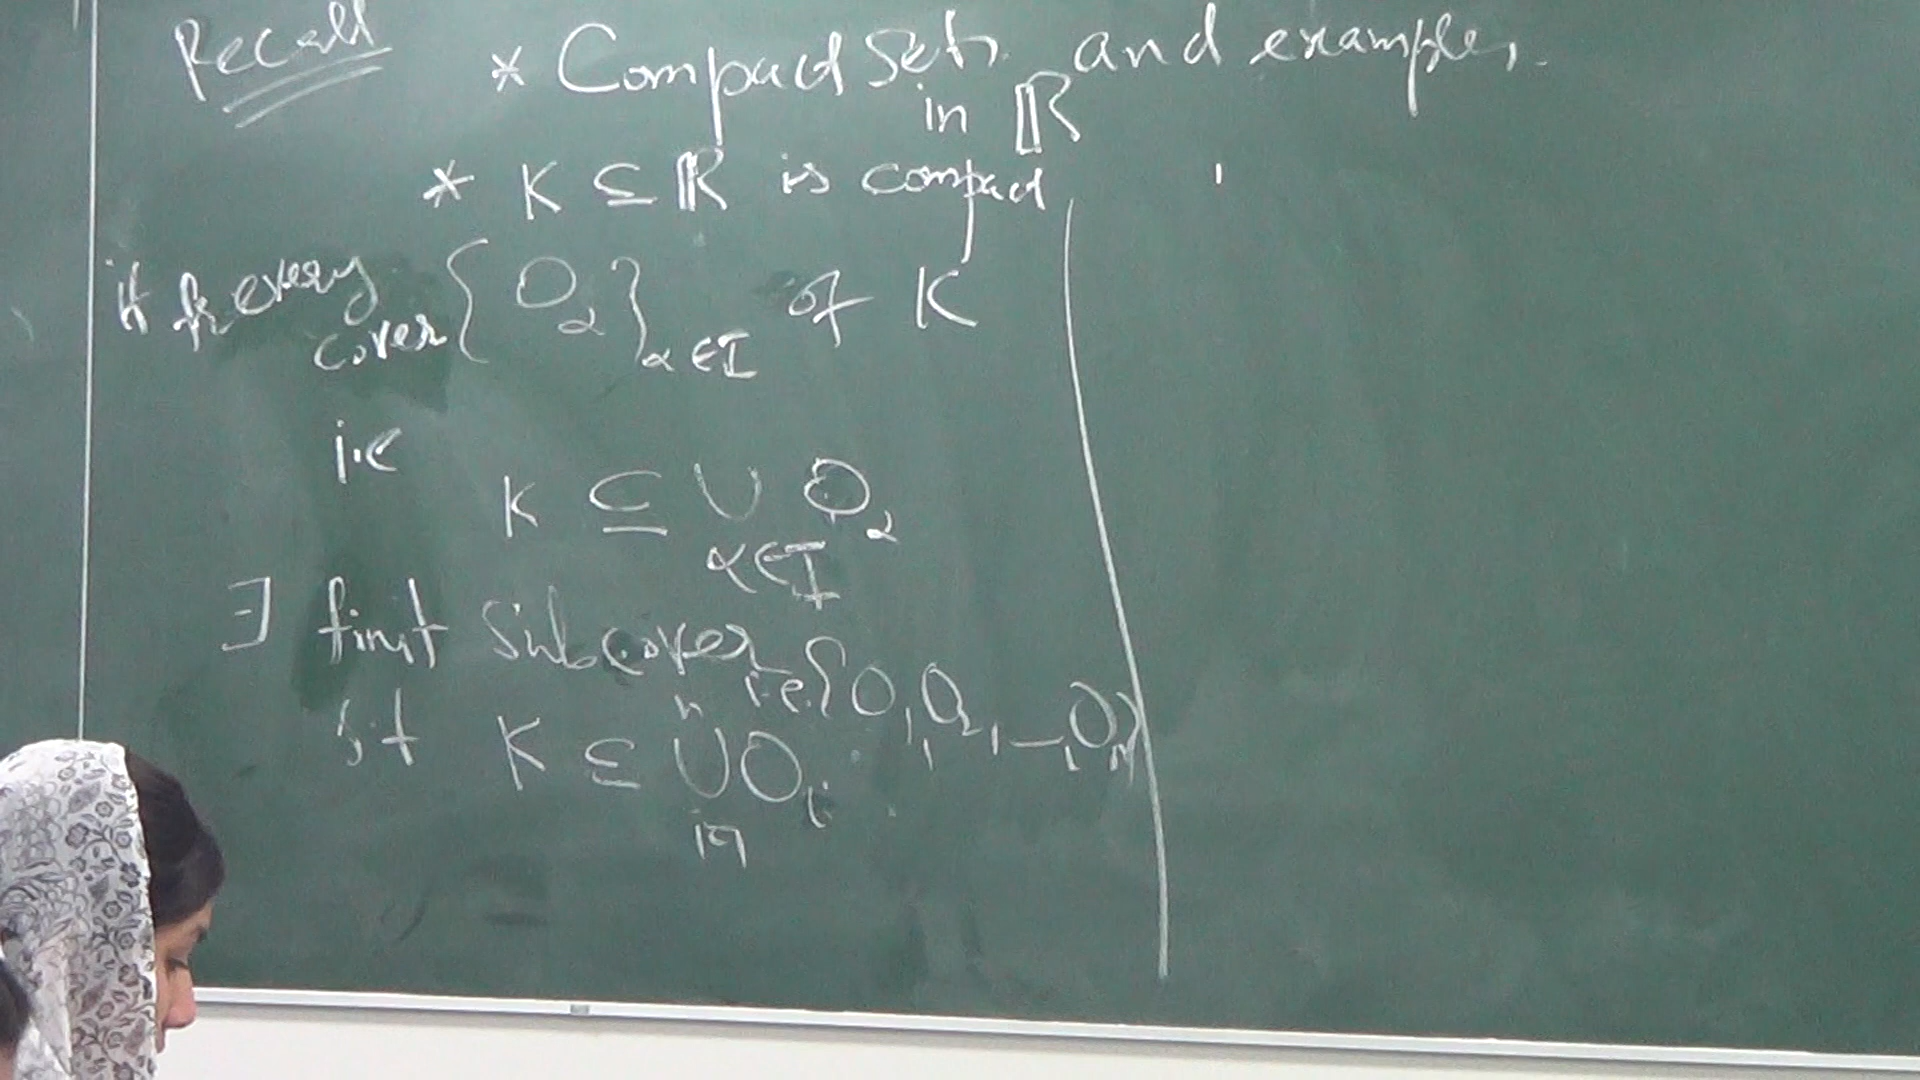 Recall * Compact Sets and examples.
in ℝ
* K ⊆ ℝ is compact
if for every cover {O_α}_{α∈I} of K
i.e
K ⊆ ∪_{α∈I} O_α
∃ finit subcover i.e. {O_1, O_2, —, O_n}
s.t K ⊆ ∪_{i=1}^{n} O_i